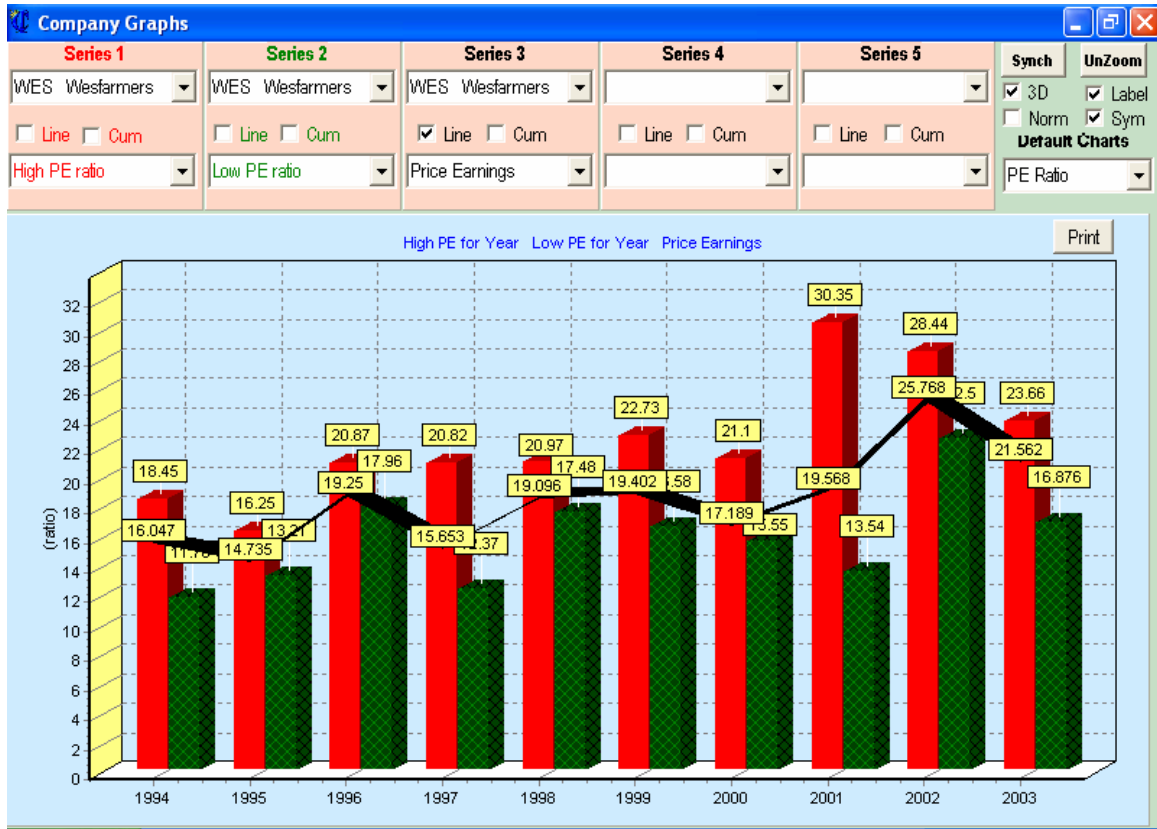 Company Graphs
Series 1 Series 2 Series 3 Series 4 Series 5
Synch UnZoom
WES Wesfarmers WES Wesfarmers WES Wesfarmers
3D Label
Line Cum Line Cum Line Cum Line Cum Line Cum
Norm Sym
Default Charts
High PE ratio Low PE ratio Price Earnings
PE Ratio
High PE for Year Low PE for Year Price Earnings
Print
(ratio)
32
30
28
26
24
22
20
18
16
14
12
10
8
6
4
2
0
30.35
28.44
25.768
23.66
22.73
20.87 20.82 20.97 21.1
21.562
18.45 17.96 17.48
19.25 19.096 19.402 19.568 16.876
16.25
17.189
16.047 15.653 13.54
14.735
1994 1995 1996 1997 1998 1999 2000 2001 2002 2003